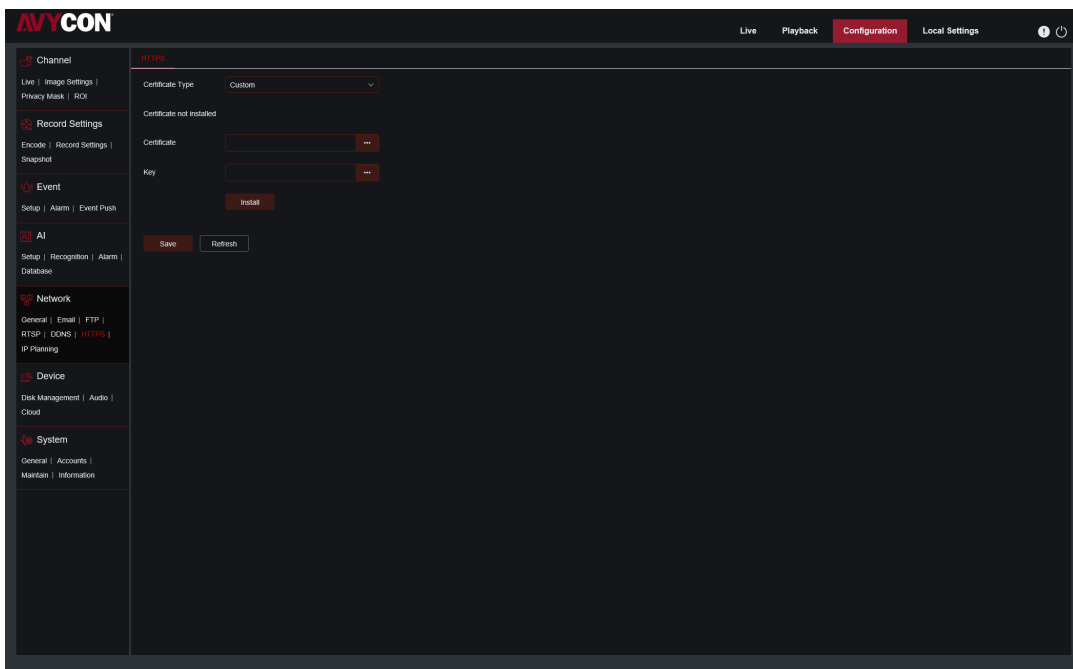 AVYCON
Live Playback Configuration Local Settings
Channel
Live | Image Settings |
Privacy Mask | ROI
Record Settings
Encode | Record Settings |
Snapshot
Event
Setup | Alarm | Event Push
AI AI
Setup | Recognition | Alarm |
Database
Network
General | Email | FTP |
RTSP | DDNS | HTTPS |
IP Planning
Device
Disk Management | Audio |
Cloud
System
General | Accounts |
Maintain | Information
HTTPS
Certificate Type Custom
Certificate not installed
Certificate ...
Key ...
Install
Save Refresh